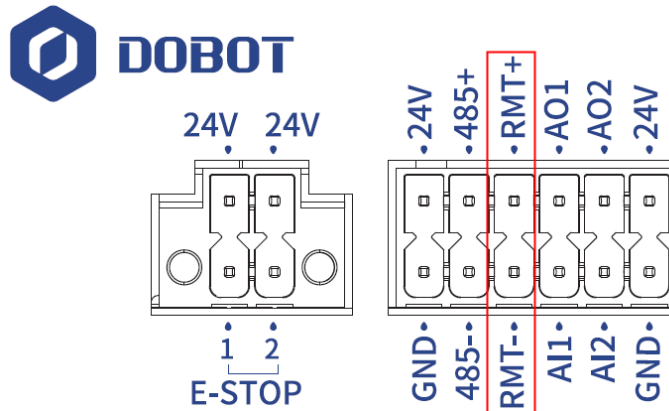 DOBOT
24V 24V
24V 485+ RMT+ AO1 AO2 24V
1 2
E-STOP
GND 485- RMT- AI1 AI2 GND